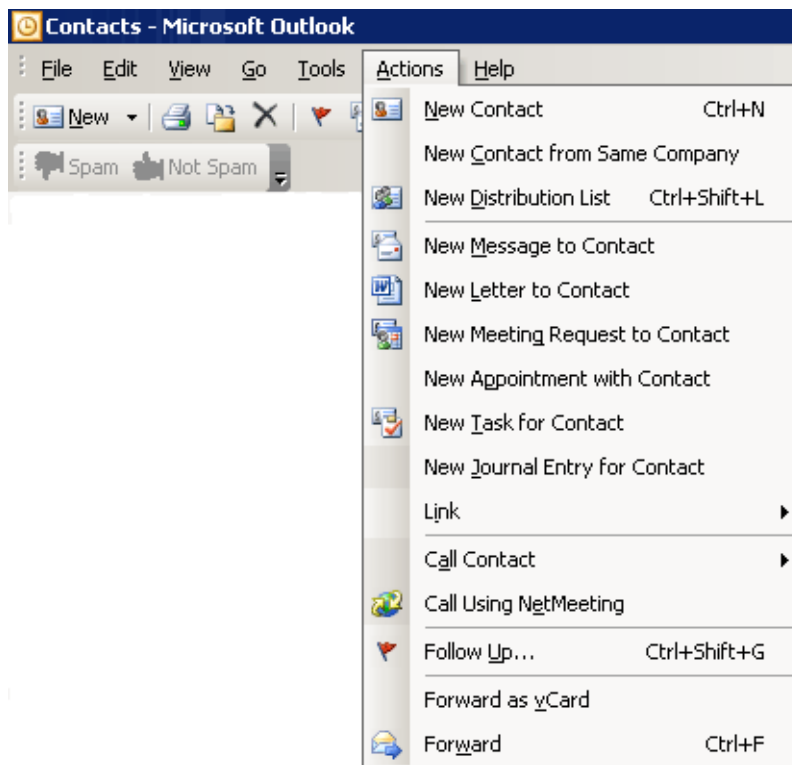 Contacts - Microsoft Outlook
File Edit View Go Tools Actions Help
New
Spam Not Spam
New Contact Ctrl+N
New Contact from Same Company
New Distribution List Ctrl+Shift+L
New Message to Contact
New Letter to Contact
New Meeting Request to Contact
New Appointment with Contact
New Task for Contact
New Journal Entry for Contact
Link
Call Contact
Call Using NetMeeting
Follow Up... Ctrl+Shift+G
Forward as vCard
Forward Ctrl+F